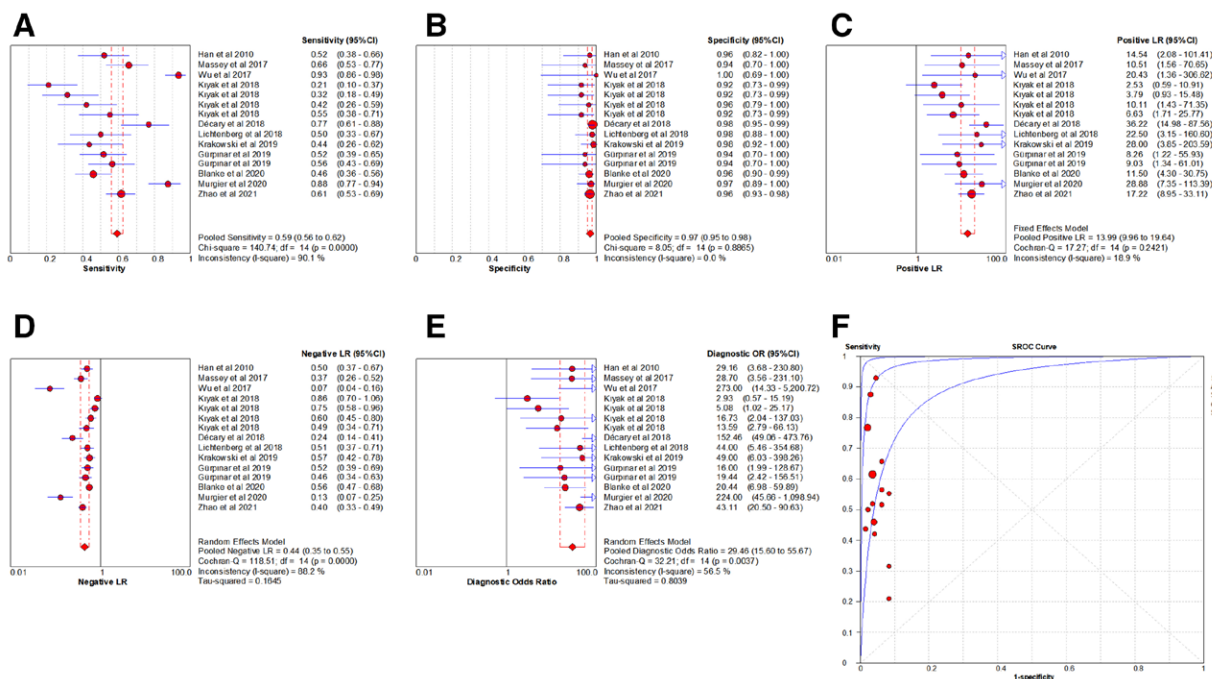 A
Sensitivity (95%CI)
Han et al 2010 0.52 (0.38 - 0.66)
Massey et al 2017 0.66 (0.53 - 0.77)
Wu et al 2017 0.93 (0.86 - 0.98)
Kıyak et al 2018 0.21 (0.10 - 0.37)
Kıyak et al 2018 0.32 (0.18 - 0.49)
Kıyak et al 2018 0.42 (0.26 - 0.59)
Kıyak et al 2018 0.55 (0.38 - 0.71)
Décary et al 2018 0.77 (0.61 - 0.88)
Lichtenberg et al 2018 0.50 (0.33 - 0.67)
Krakowski et al 2019 0.44 (0.26 - 0.62)
Gürpınar et al 2019 0.52 (0.39 - 0.65)
Gürpınar et al 2019 0.56 (0.43 - 0.69)
Blanke et al 2020 0.46 (0.36 - 0.56)
Murgier et al 2020 0.88 (0.77 - 0.94)
Zhao et al 2021 0.61 (0.53 - 0.69)
Pooled Sensitivity = 0.59 (0.56 to 0.62)
Chi-square = 140.74; df = 14 (p = 0.0000)
Inconsistency (I-square) = 90.1 %
0 0.2 0.4 0.6 0.8 1
Sensitivity
B
Specificity (95%CI)
Han et al 2010 0.96 (0.82 - 1.00)
Massey et al 2017 0.94 (0.70 - 1.00)
Wu et al 2017 1.00 (0.69 - 1.00)
Kıyak et al 2018 0.92 (0.73 - 0.99)
Kıyak et al 2018 0.92 (0.73 - 0.99)
Kıyak et al 2018 0.96 (0.79 - 1.00)
Kıyak et al 2018 0.92 (0.73 - 0.99)
Décary et al 2018 0.98 (0.95 - 0.99)
Lichtenberg et al 2018 0.98 (0.88 - 1.00)
Krakowski et al 2019 0.98 (0.92 - 1.00)
Gürpınar et al 2019 0.94 (0.70 - 1.00)
Gürpınar et al 2019 0.94 (0.70 - 1.00)
Blanke et al 2020 0.96 (0.90 - 0.99)
Murgier et al 2020 0.97 (0.89 - 1.00)
Zhao et al 2021 0.96 (0.93 - 0.98)
Pooled Specificity = 0.97 (0.95 to 0.98)
Chi-square = 8.05; df = 14 (p = 0.8865)
Inconsistency (I-square) = 0.0 %
0 0.2 0.4 0.6 0.8 1
Specificity
C
Positive LR (95%CI)
Han et al 2010 14.54 (2.08 - 101.41)
Massey et al 2017 10.51 (1.56 - 70.65)
Wu et al 2017 20.43 (1.36 - 306.62)
Kıyak et al 2018 2.53 (0.59 - 10.91)
Kıyak et al 2018 3.79 (0.93 - 15.48)
Kıyak et al 2018 10.11 (1.43 - 71.35)
Kıyak et al 2018 6.63 (1.71 - 25.77)
Décary et al 2018 36.22 (14.98 - 87.56)
Lichtenberg et al 2018 22.50 (3.15 - 160.60)
Krakowski et al 2019 28.00 (3.85 - 203.59)
Gürpınar et al 2019 8.26 (1.22 - 55.93)
Gürpınar et al 2019 9.03 (1.34 - 61.01)
Blanke et al 2020 11.50 (4.30 - 30.75)
Murgier et al 2020 28.88 (7.35 - 113.39)
Zhao et al 2021 17.22 (8.95 - 33.11)
Fixed Effects Model
Pooled Positive LR = 13.99 (9.96 to 19.64)
Cochran-Q = 17.27; df = 14 (p = 0.2421)
Inconsistency (I-square) = 18.9 %
0.01 1 100.0
Positive LR
D
Negative LR (95%CI)
Han et al 2010 0.50 (0.37 - 0.67)
Massey et al 2017 0.37 (0.26 - 0.52)
Wu et al 2017 0.07 (0.04 - 0.16)
Kıyak et al 2018 0.86 (0.70 - 1.06)
Kıyak et al 2018 0.75 (0.58 - 0.96)
Kıyak et al 2018 0.60 (0.45 - 0.80)
Kıyak et al 2018 0.49 (0.34 - 0.71)
Décary et al 2018 0.24 (0.14 - 0.41)
Lichtenberg et al 2018 0.51 (0.37 - 0.71)
Krakowski et al 2019 0.57 (0.42 - 0.78)
Gürpınar et al 2019 0.52 (0.39 - 0.69)
Gürpınar et al 2019 0.46 (0.34 - 0.63)
Blanke et al 2020 0.56 (0.47 - 0.68)
Murgier et al 2020 0.13 (0.07 - 0.25)
Zhao et al 2021 0.40 (0.33 - 0.49)
Random Effects Model
Pooled Negative LR = 0.44 (0.35 to 0.55)
Cochran-Q = 118.51; df = 14 (p = 0.0000)
Inconsistency (I-square) = 88.2 %
Tau-squared = 0.1645
0.01 1 100.0
Negative LR
E
Diagnostic OR (95%CI)
Han et al 2010 29.16 (3.68 - 230.80)
Massey et al 2017 28.70 (3.56 - 231.10)
Wu et al 2017 273.00 (14.33 - 5,200.72)
Kıyak et al 2018 2.93 (0.57 - 15.19)
Kıyak et al 2018 5.08 (1.02 - 25.17)
Kıyak et al 2018 16.73 (2.04 - 137.03)
Kıyak et al 2018 13.59 (2.79 - 66.13)
Décary et al 2018 152.46 (49.06 - 473.76)
Lichtenberg et al 2018 44.00 (5.46 - 354.68)
Krakowski et al 2019 49.00 (6.03 - 398.26)
Gürpınar et al 2019 16.00 (1.99 - 128.67)
Gürpınar et al 2019 19.44 (2.42 - 156.51)
Blanke et al 2020 20.44 (6.98 - 59.89)
Murgier et al 2020 224.00 (45.66 - 1,098.94)
Zhao et al 2021 43.11 (20.50 - 90.63)
Random Effects Model
Pooled Diagnostic Odds Ratio = 29.46 (15.60 to 55.67)
Cochran-Q = 32.21; df = 14 (p = 0.0037)
Inconsistency (I-square) = 56.5 %
Tau-squared = 0.8039
0.01 1 100.0
Diagnostic Odds Ratio
F
Sensitivity SROC Curve
1
0.9
0.8
0.7
0.6
0.5
0.4
0.3
0.2
0.1
0
0 0.2 0.4 0.6 0.8 1
1-specificity